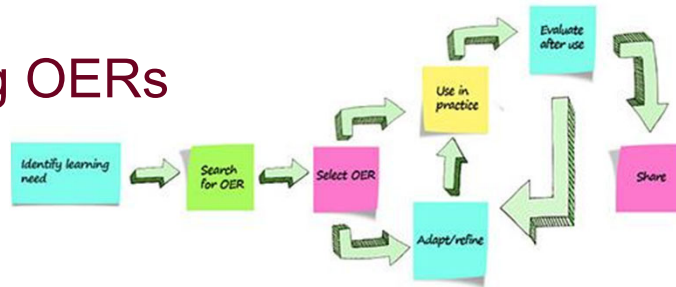 g OERs
Identify learning
need
Search
for OER
Select OER
Use in
practice
Adapt/refine
Evaluate
after use
Share